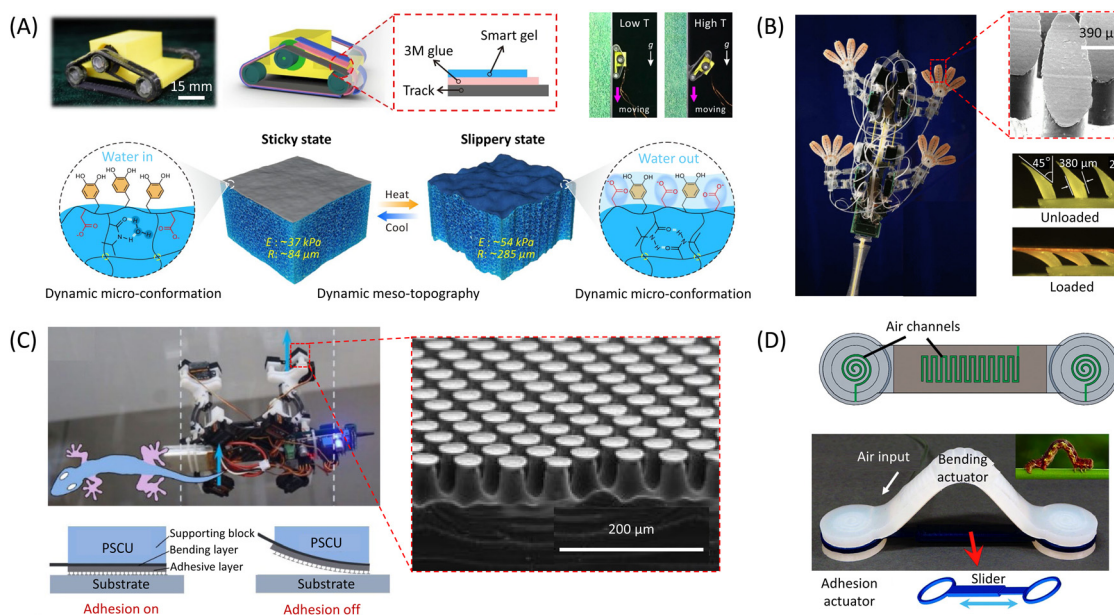 (A)
15 mm
3M glue
Smart gel
Track
Low T
High T
g
g
moving
moving
Sticky state
Slippery state
Water in
Water out
Heat
Cool
E : ~37 kPa
R: ~84 μm
E : ~54 kPa
R: ~285 μm
Dynamic micro-conformation
Dynamic meso-topography
Dynamic micro-conformation
(B)
390 μ
45°
380 μm
2
Unloaded
Loaded
(C)
200 μm
PSCU
Supporting block
Bending layer
Adhesive layer
PSCU
Substrate
Substrate
Adhesion on
Adhesion off
(D)
Air channels
Air input
Bending
actuator
Adhesion
actuator
Slider